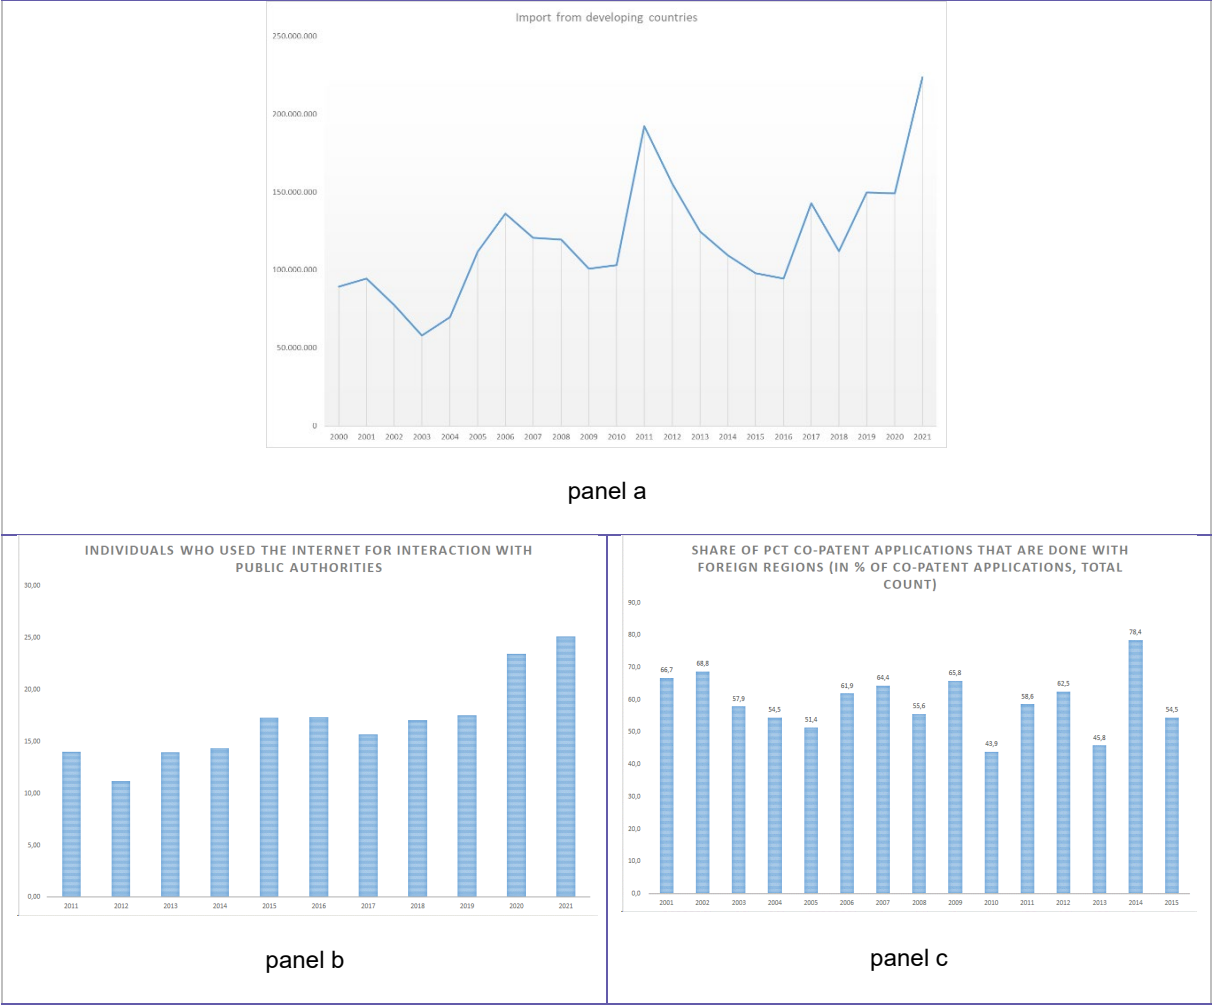 Import from developing countries
250.000.000
200.000.000
150.000.000
100.000.000
50.000.000
0
2000 2001 2002 2003 2004 2005 2006 2007 2008 2009 2010 2011 2012 2013 2014 2015 2016 2017 2018 2019 2020 2021
panel a
INDIVIDUALS WHO USED THE INTERNET FOR INTERACTION WITH
PUBLIC AUTHORITIES
30,00
25,00
20,00
15,00
10,00
5,00
0,00
2011 2012 2013 2014 2015 2016 2017 2018 2019 2020 2021
panel b
SHARE OF PCT CO-PATENT APPLICATIONS THAT ARE DONE WITH
FOREIGN REGIONS (IN % OF CO-PATENT APPLICATIONS, TOTAL
COUNT)
90,0
80,0
70,0
60,0
50,0
40,0
30,0
20,0
10,0
0,0
66,7 68,8 57,9 54,5 51,4 61,9 64,4 55,6 65,8 43,9 58,6 62,5 45,8 78,4 54,5
2001 2002 2003 2004 2005 2006 2007 2008 2009 2010 2011 2012 2013 2014 2015
panel c